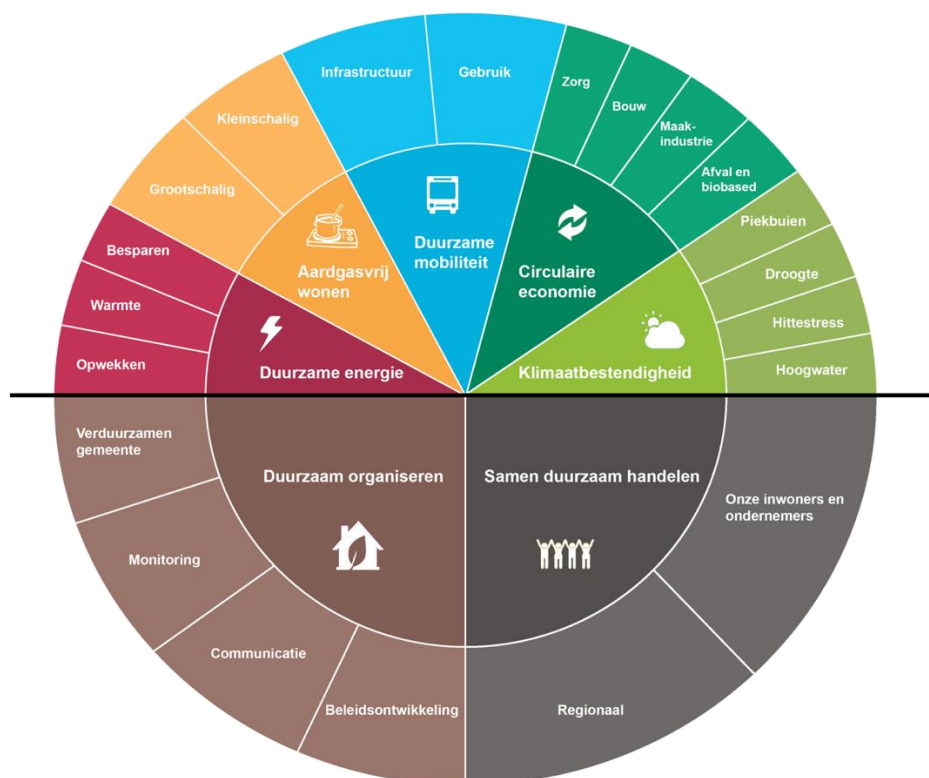 Infrastructuur
Gebruik
Zorg
Bouw
Maak-
industrie
Afval en
biobased
Kleinschalig
Grootschalig
Besparen
Warmte
Opwekken
Piekbuien
Droogte
Hittestress
Hoogwater
Duurzame
mobiliteit
Aardgasvrij
wonen
Circulaire
economie
Duurzame energie
Klimaatbestendigheid
Verduurzamen
gemeente
Duurzaam organiseren
Samen duurzaam handelen
Onze inwoners en
ondernemers
Monitoring
Communicatie
Beleidsontwikkeling
Regionaal